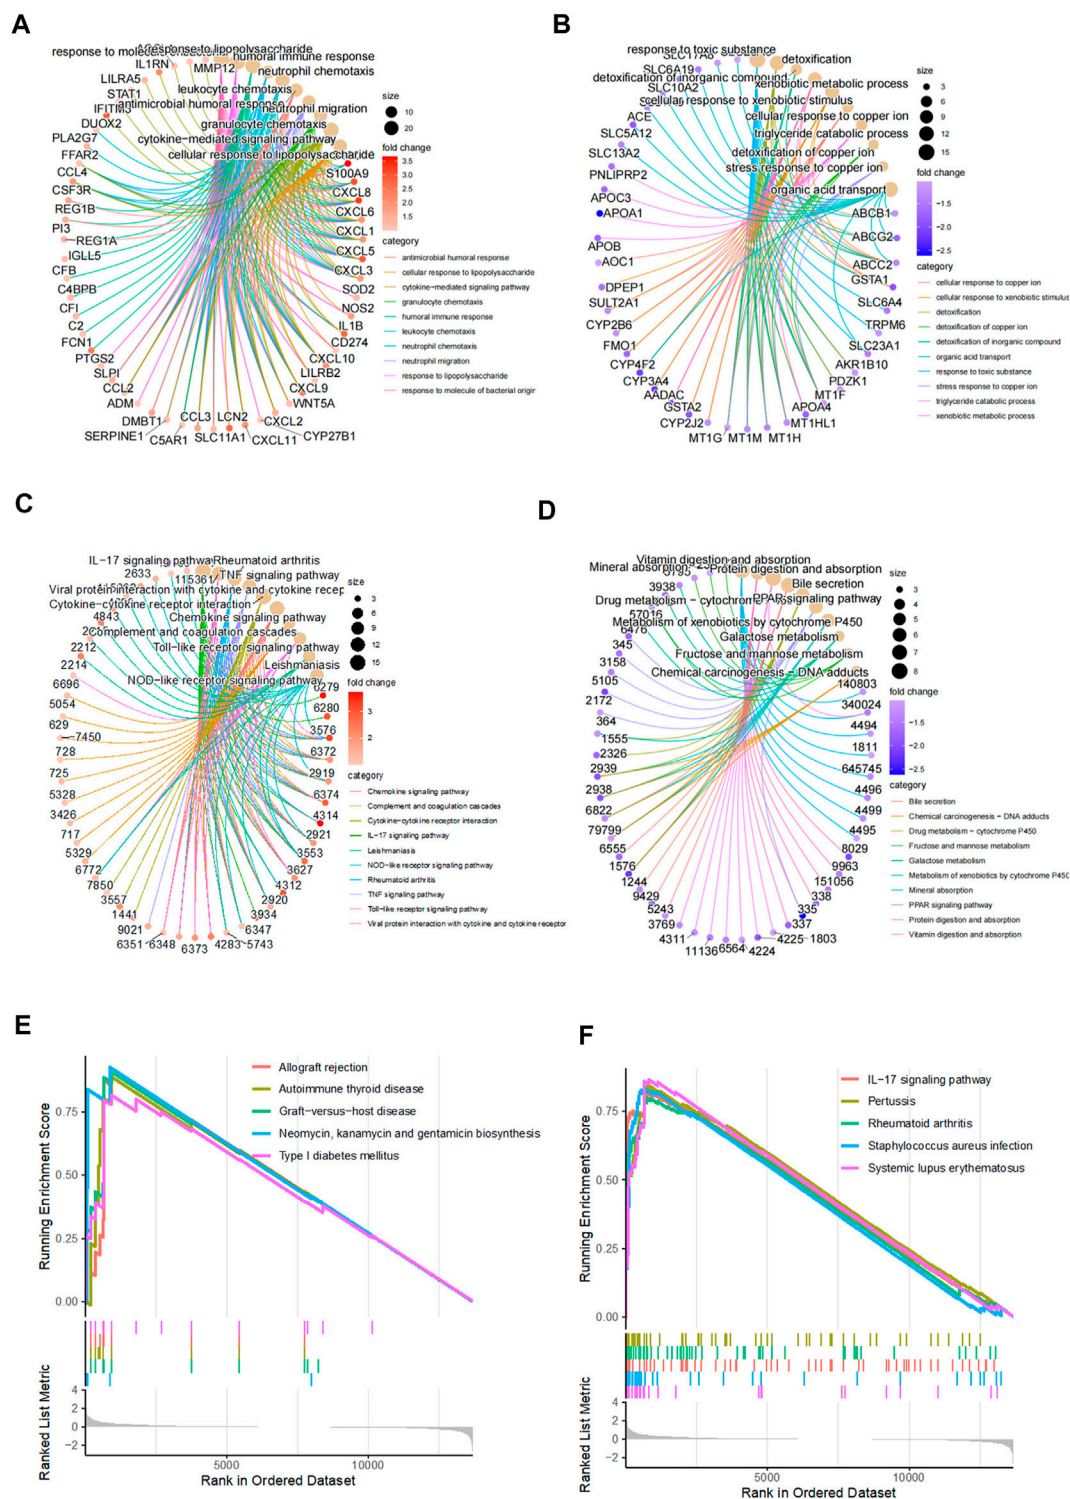 A
response to lipopolysaccharide
response to molec
IL1RN
MMP12
humoral immune response
LILRA5
neutrophil chemotaxis
STAT1
leukocyte chemotaxis
IFITM3
antimicrobial humoral response
neutrophil migration
DUOX2
granulocyte chemotaxis
PLA2G7
cytokine−mediated signaling pathway
FFAR2
cellular response to lipopolysaccharide
CCL4
S100A9
CSF3R
CXCL8
REG1B
CXCL6
PI3
CXCL1
REG1A
CXCL5
IGLL5
CXCL3
CFB
SOD2
C4BPB
NOS2
CFI
IL1B
C2
CD274
FCN1
CXCL10
PTGS2
LILRB2
SLPI
CXCL9
CCL2
WNT5A
ADM
DMBT1
CCL3
LCN2
CXCL2
SERPINE1
C5AR1
SLC11A1
CXCL11
CYP27B1
size
10
20
fold change
3.5
3.0
2.5
2.0
1.5
category
antimicrobial humoral response
cellular response to lipopolysaccharide
cytokine−mediated signaling pathway
granulocyte chemotaxis
humoral immune response
leukocyte chemotaxis
neutrophil chemotaxis
neutrophil migration
response to lipopolysaccharide
response to molecule of bacterial origin
B
response to toxic substance
SLC17A8
detoxification
SLC6A19
detoxification of inorganic compound
xenobiotic metabolic process
SLC10A2
cellular response to xenobiotic stimulus
ACE
cellular response to copper ion
SLC5A12
triglyceride catabolic process
SLC13A2
detoxification of copper ion
PNLIPRP2
stress response to copper ion
APOC3
organic acid transport
APOA1
ABCB1
APOB
ABCG2
AOC1
ABCC2
DPEP1
GSTA1
SULT2A1
SLC6A4
CYP2B6
TRPM6
FMO1
SLC23A1
CYP4F2
AKR1B10
CYP3A4
PDZK1
AADAC
MT1F
GSTA2
APOA4
CYP2J2
MT1HL1
MT1G
MT1M
MT1H
size
3
6
9
12
15
fold change
−1.5
−2.0
−2.5
category
cellular response to copper ion
cellular response to xenobiotic stimulus
detoxification
detoxification of copper ion
detoxification of inorganic compound
organic acid transport
response to toxic substance
stress response to copper ion
triglyceride catabolic process
xenobiotic metabolic process
C
IL−17 signaling pathway
Rheumatoid arthritis
2633
115361
TNF signaling pathway
Viral protein interaction with cytokine and cytokine recep
Cytokine−cytokine receptor interaction
4843
Chemokine signaling pathway
Complement and coagulation cascades
2212
Toll−like receptor signaling pathway
2214
Leishmaniasis
6696
NOD−like receptor signaling pathway
6279
5054
6280
629
3576
7450
6372
728
2919
725
6374
5328
4314
3426
2921
717
3553
5329
3627
6772
4312
7850
2920
3557
3934
1441
6347
9021
6351
6348
6373
4283
5743
size
3
6
9
12
15
fold change
3
2
category
Chemokine signaling pathway
Complement and coagulation cascades
Cytokine−cytokine receptor interaction
IL−17 signaling pathway
Leishmaniasis
NOD−like receptor signaling pathway
Rheumatoid arthritis
TNF signaling pathway
Toll−like receptor signaling pathway
Viral protein interaction with cytokine and cytokine receptor
D
Vitamin digestion and absorption
Mineral absorption
6795
Protein digestion and absorption
3938
Bile secretion
Drug metabolism − cytochrom
PPAR signaling pathway
57016
Metabolism of xenobiotics by cytochrome P450
6476
Galactose metabolism
345
Fructose and mannose metabolism
3158
Chemical carcinogenesis − DNA adducts
5105
140803
2172
340024
364
4494
1555
1811
2326
645745
2939
4496
2938
4499
6822
4495
79799
8029
6555
9963
1576
151056
1244
338
9429
335
5243
337
3769
4311
11136
6564
4224
4225
1803
size
3
4
5
6
7
8
fold change
−1.5
−2.0
−2.5
category
Bile secretion
Chemical carcinogenesis − DNA adducts
Drug metabolism − cytochrome P450
Fructose and mannose metabolism
Galactose metabolism
Metabolism of xenobiotics by cytochrome P450
Mineral absorption
PPAR signaling pathway
Protein digestion and absorption
Vitamin digestion and absorption
E
Running Enrichment Score
0.75
0.50
0.25
0.00
Allograft rejection
Autoimmune thyroid disease
Graft−versus−host disease
Neomycin, kanamycin and gentamicin biosynthesis
Type I diabetes mellitus
Ranked List Metric
4
2
0
−2
5000
10000
Rank in Ordered Dataset
F
Running Enrichment Score
0.75
0.50
0.25
0.00
IL−17 signaling pathway
Pertussis
Rheumatoid arthritis
Staphylococcus aureus infection
Systemic lupus erythematosus
Ranked List Metric
4
2
0
−2
5000
10000
Rank in Ordered Dataset